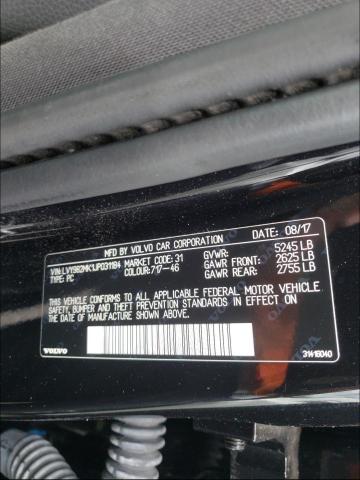 MFD BY VOLVO CAR CORPORATION DATE: 08/17
VIN:LVY982MK1JP031184 MARKET CODE: 31 GVWR: 5245 LB
TYPE: PC COLOUR:717-46 GAWR FRONT: 2625 LB
GAWR REAR: 2755 LB
THIS VEHICLE CONFORMS TO ALL APPLICABLE FEDERAL MOTOR VEHICLE
SAFETY, BUMPER AND THEFT PREVENTION STANDARDS IN EFFECT ON
THE DATE OF MANUFACTURE SHOWN ABOVE.
VOLVO 31418040